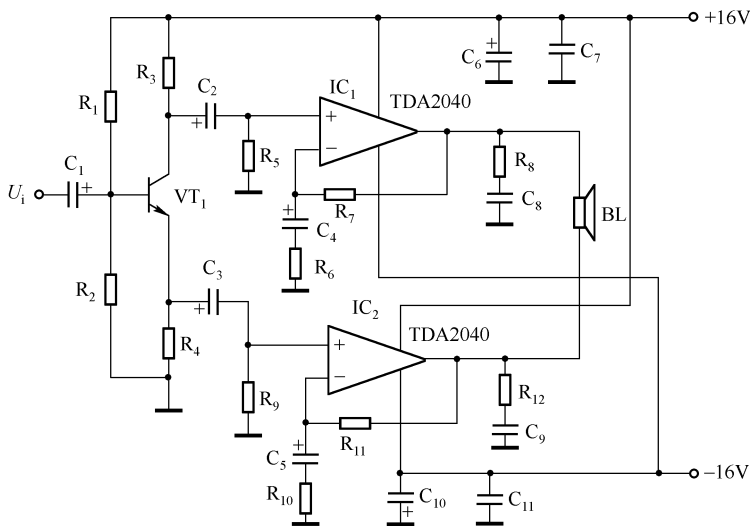 +16V
C₆
C₇
R₃
IC₁
TDA2040
C₂
R₁
R₅
R₈
C₁
Uᵢ
VT₁
R₇
C₈
BL
C₄
R₆
C₃
R₂
IC₂
TDA2040
R₄
R₉
R₁₂
R₁₁
C₉
C₅
R₁₀
C₁₀
C₁₁
−16V